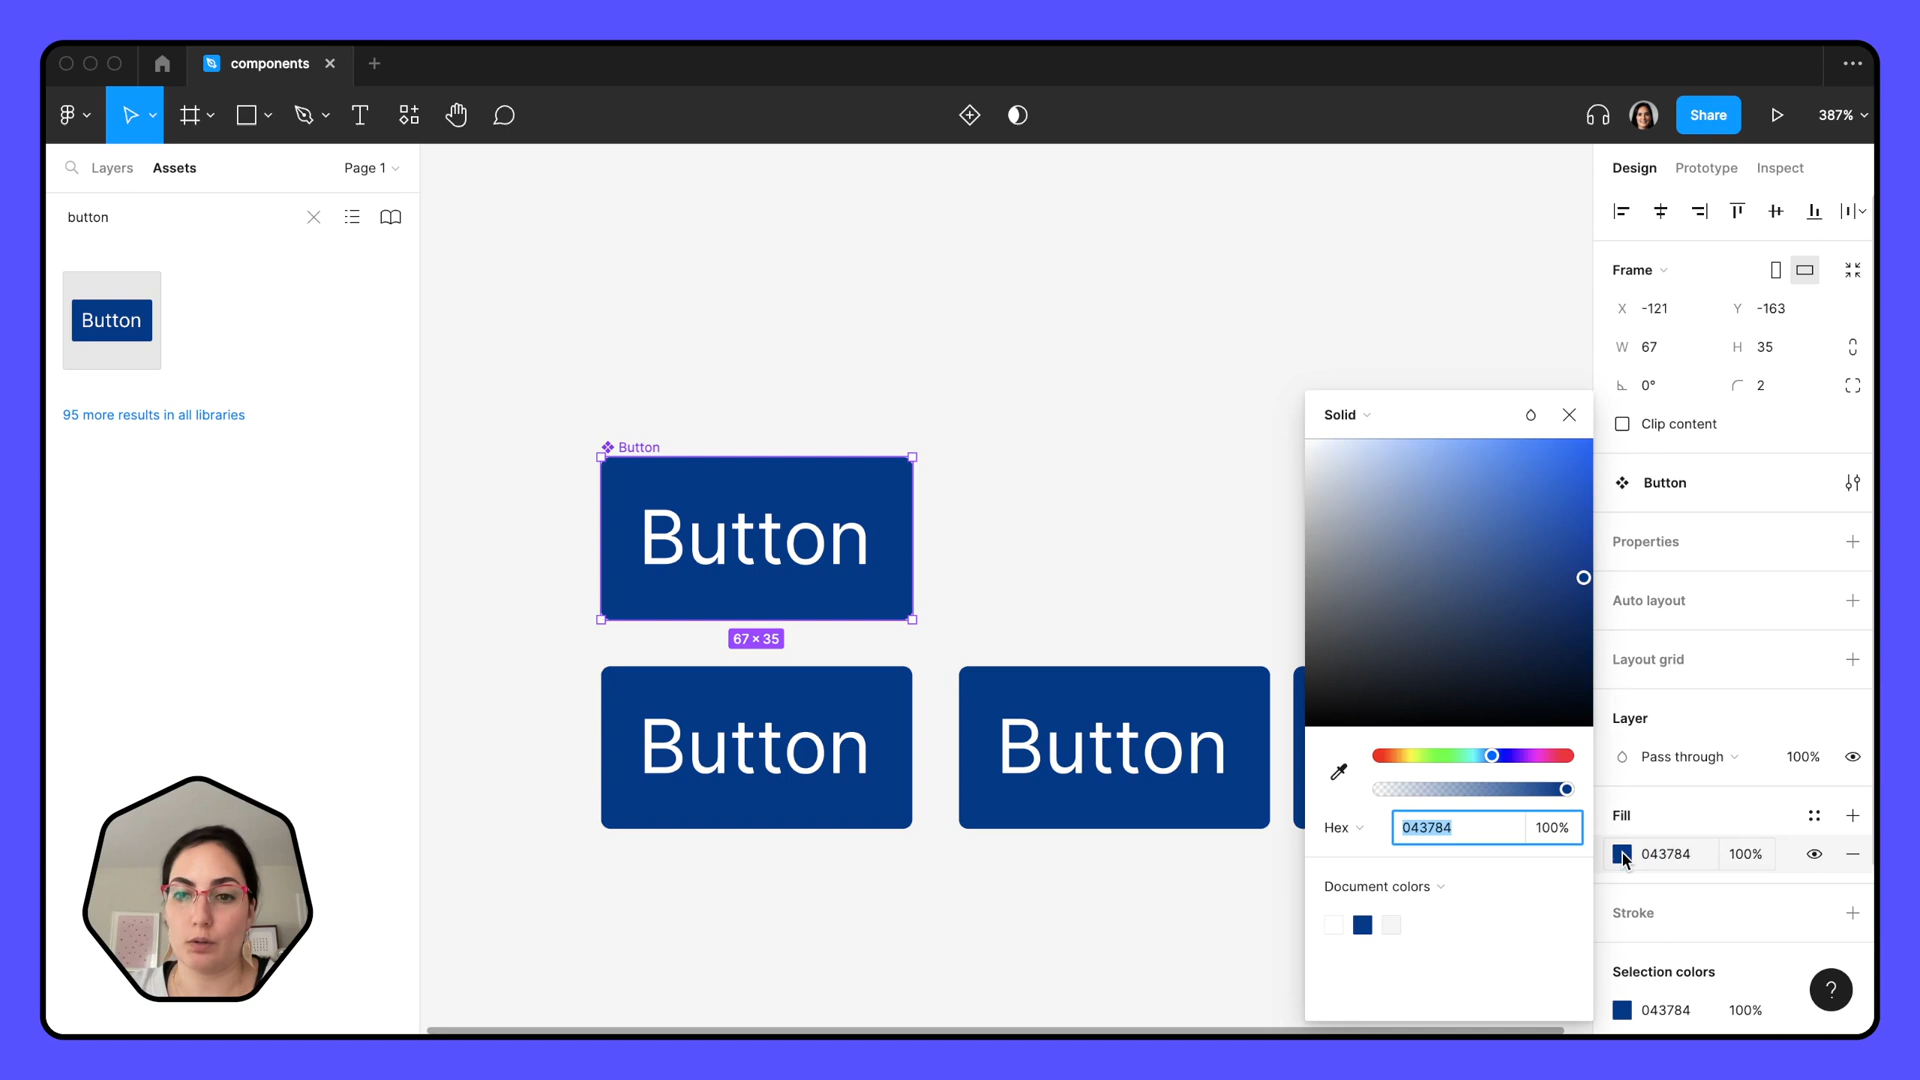 components
Share
387%
Layers
Assets
Page 1
button
Button
95 more results in all libraries
Button
Button
67 × 35
Button
Button
Solid
Hex
043784
100%
Document colors
Design
Prototype
Inspect
Frame
X
-121
Y
-163
W
67
H
35
0°
2
Clip content
Button
Properties
Auto layout
Layout grid
Layer
Pass through
100%
Fill
043784
100%
Stroke
Selection colors
043784
100%
?